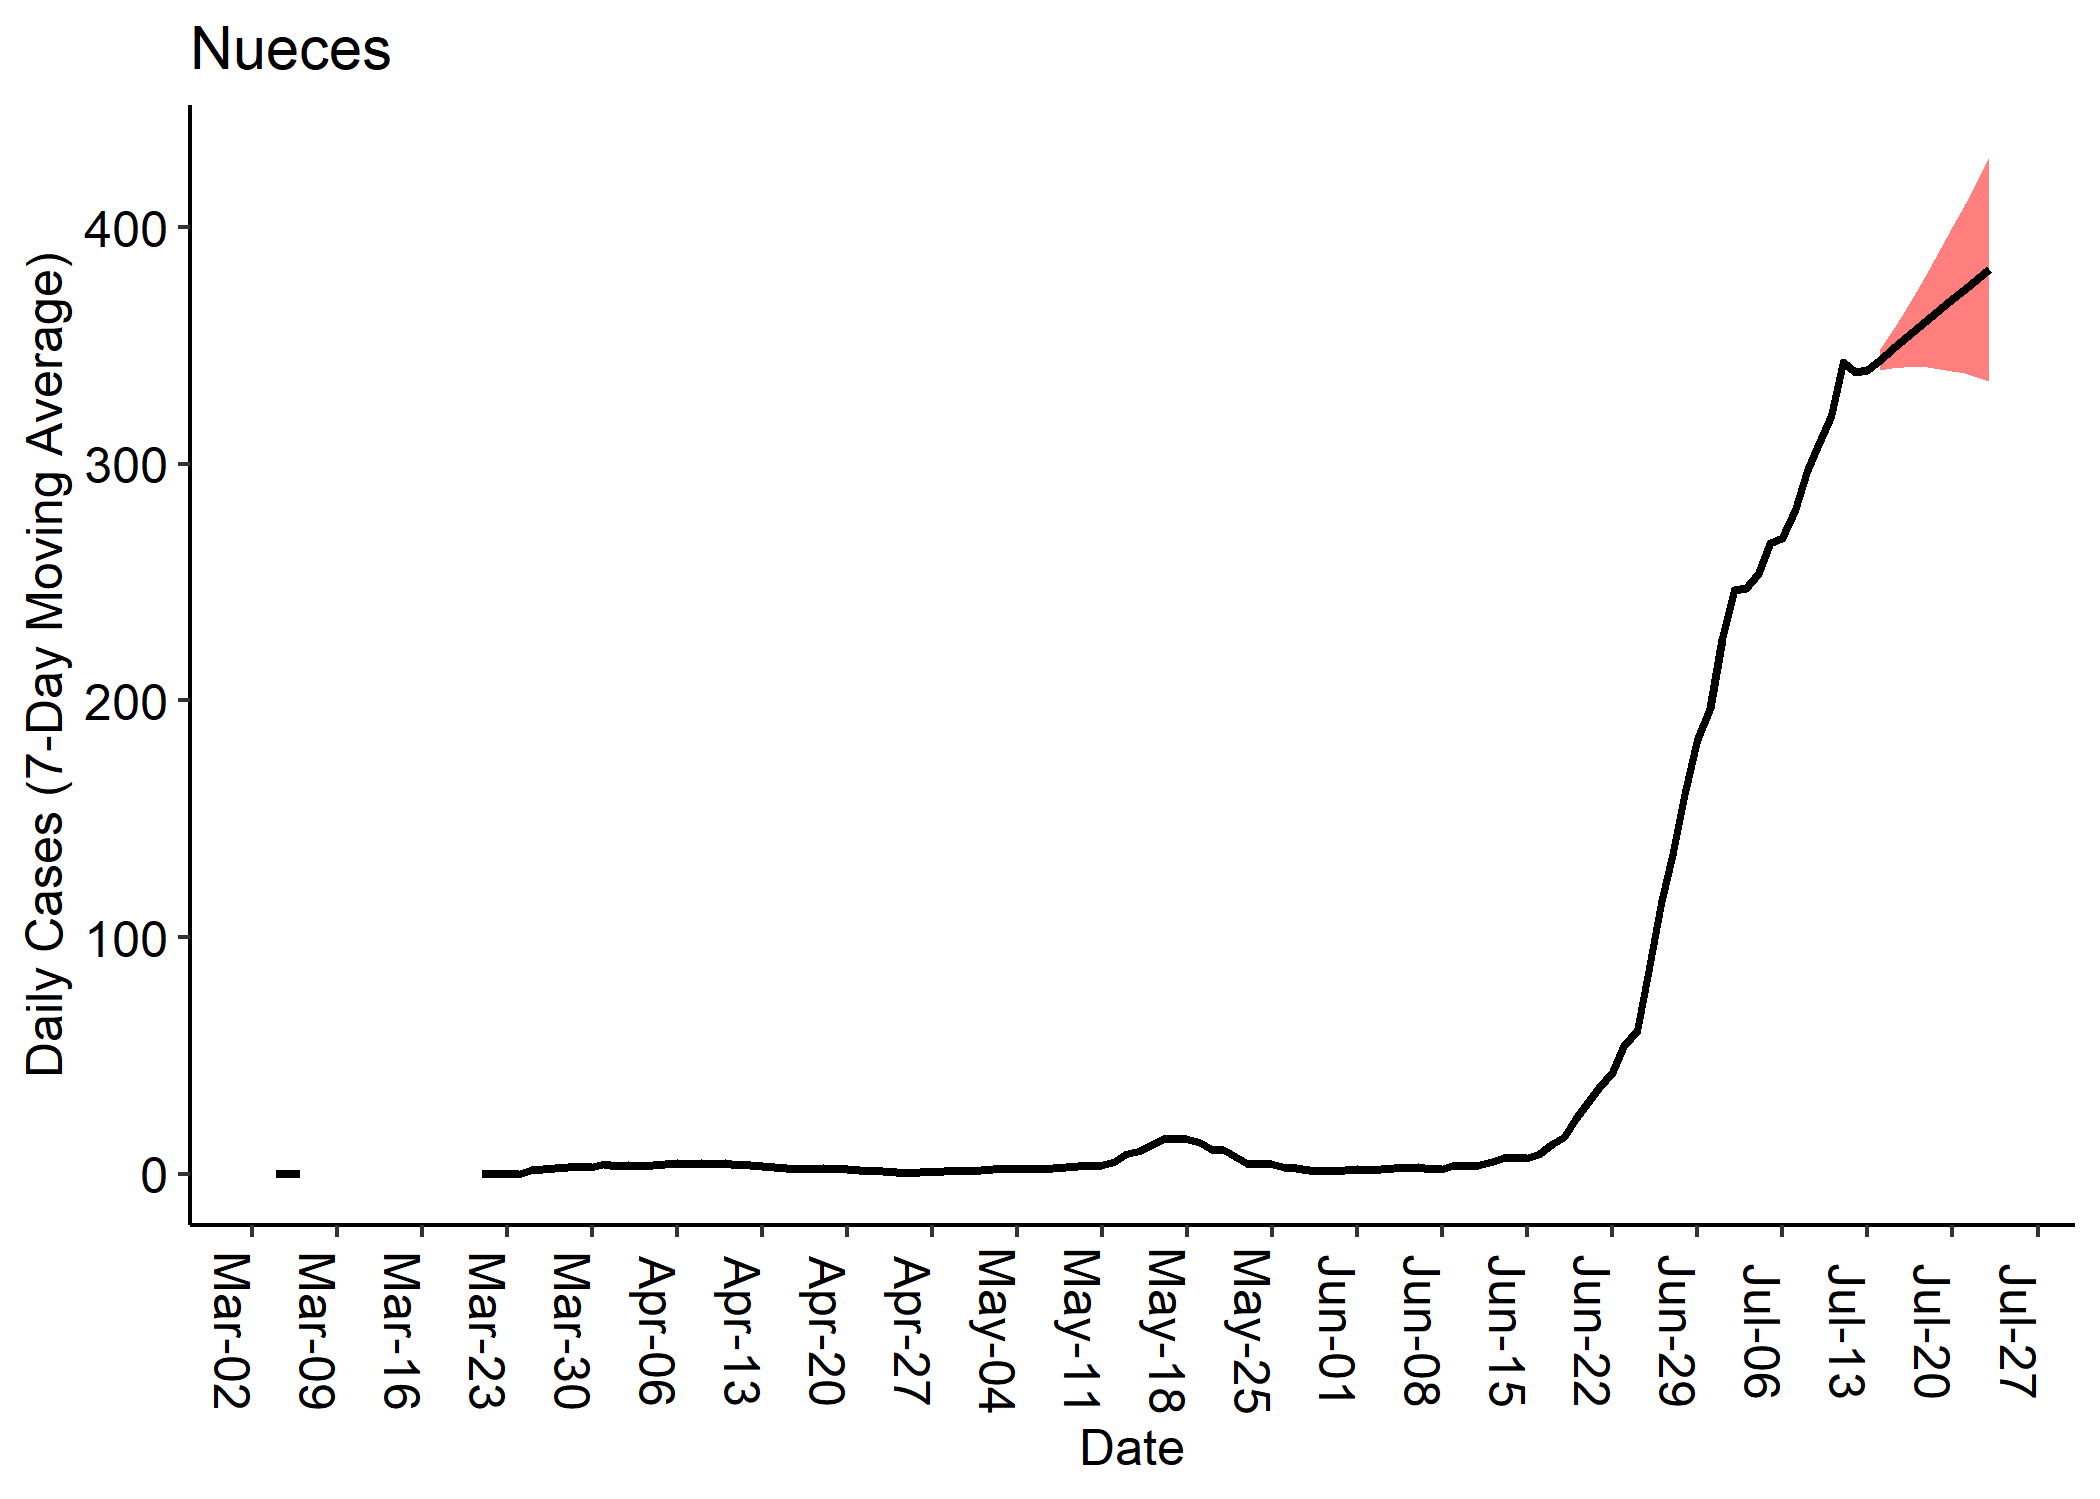 Nueces
Daily Cases (7-Day Moving Average)
400
300
200
100
0
Mar-02
Mar-09
Mar-16
Mar-23
Mar-30
Apr-06
Apr-13
Apr-20
Apr-27
May-04
May-11
May-18
May-25
Jun-01
Jun-08
Jun-15
Jun-22
Jun-29
Jul-06
Jul-13
Jul-20
Jul-27
Date